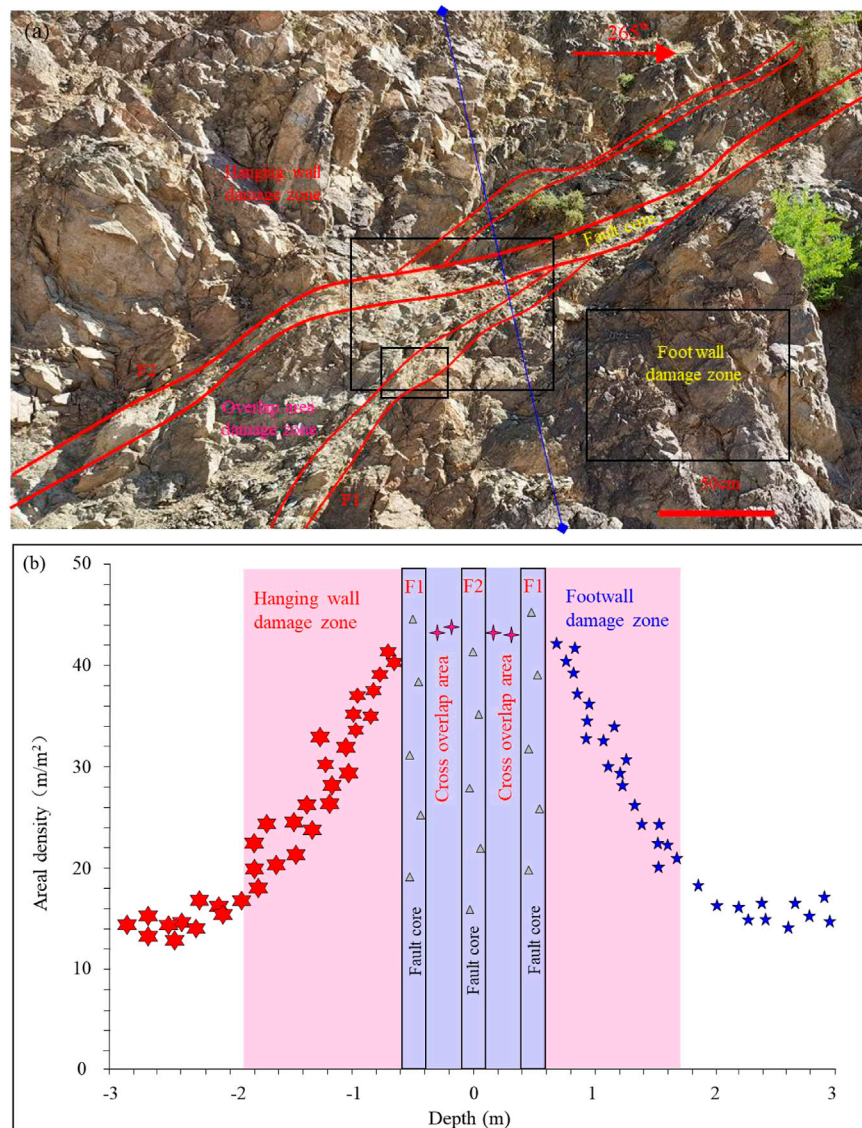 (a)
265°
Hanging wall
damage zone
Fault core
Foot wall
damage zone
F2
Overlap area
damage zone
F1
50cm
(b)
50
40
30
20
10
0
Areal density (m/m²)
Hanging wall
damage zone
F1
F2
F1
Footwall
damage zone
Cross overlap area
Cross overlap area
Fault core
Fault core
Fault core
-3
-2
-1
0
1
2
3
Depth (m)